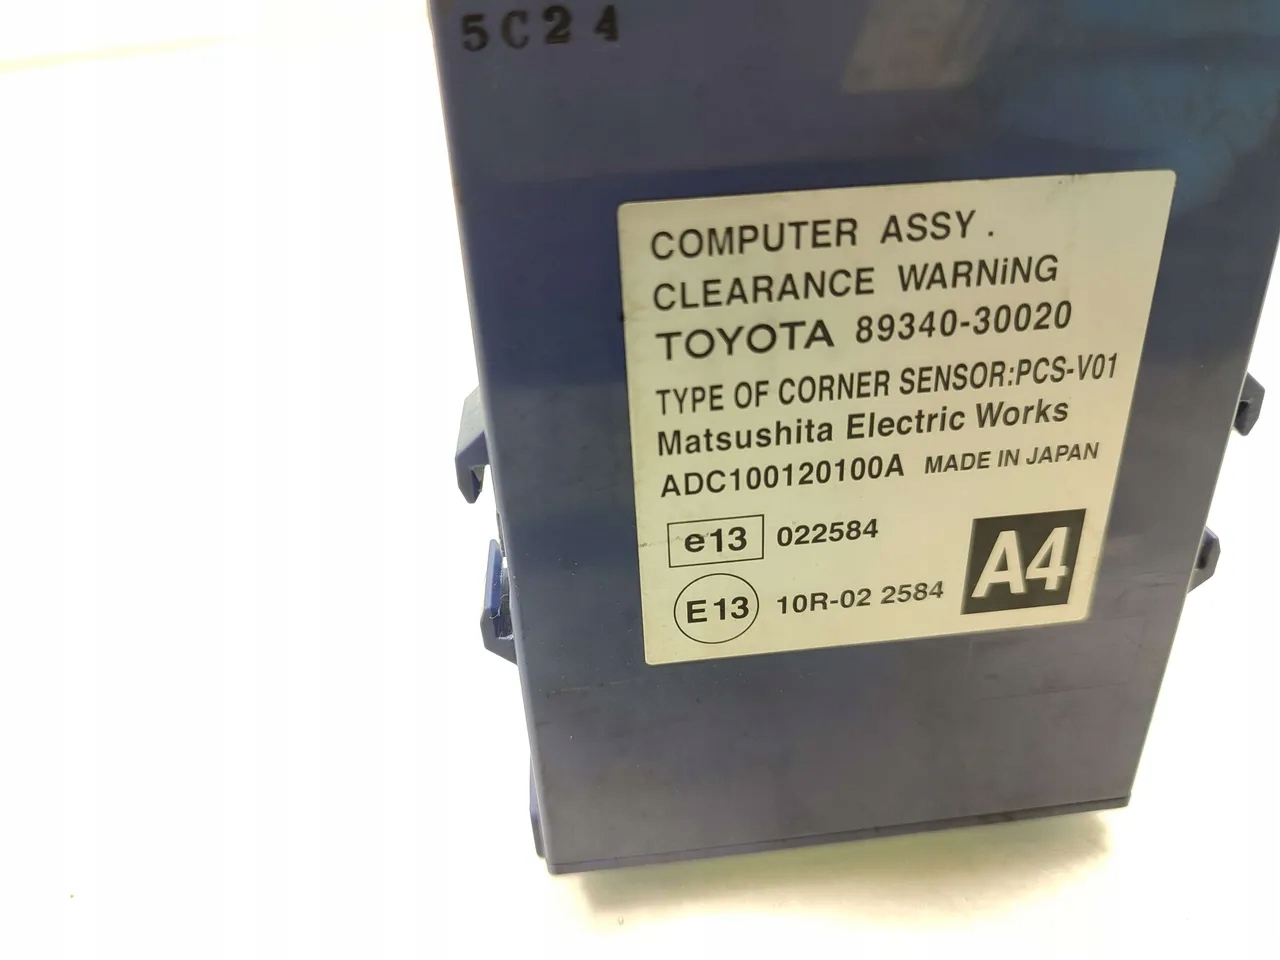 5C24
COMPUTER ASSY.
CLEARANCE WARNiNG
TOYOTA 89340-30020
TYPE OF CORNER SENSOR:PCS-V01
Matsushita Electric Works
ADC100120100A MADE IN JAPAN
e13 022584
E13 10R-02 2584
A4